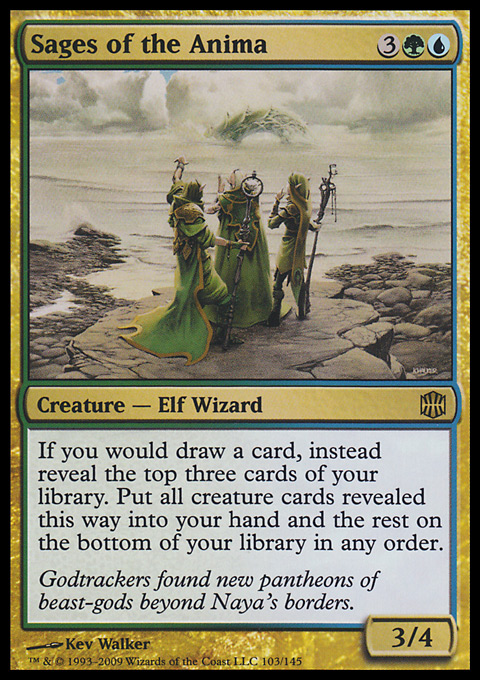 Sages of the Anima 3
Creature — Elf Wizard
If you would draw a card, instead
reveal the top three cards of your
library. Put all creature cards revealed
this way into your hand and the rest on
the bottom of your library in any order.
Godtrackers found new pantheons of
beast-gods beyond Naya's borders.
Kev Walker
3/4
™ & © 1993–2009 Wizards of the Coast LLC 103/145